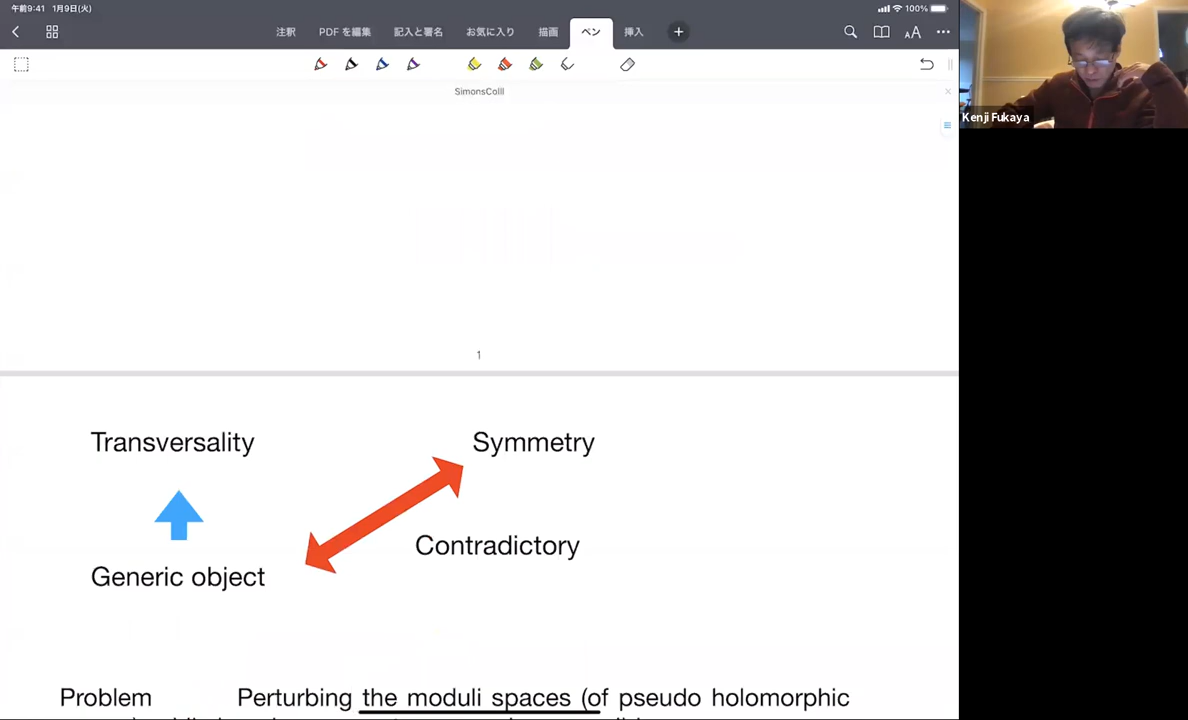 午前9:41 1月9日(火)
100%
注釈 PDF を編集 記入と署名 お気に入り 描画 ペン 挿入
AA
SimonsCollI
Kenji Fukaya
1
Transversality Symmetry
Contradictory
Generic object
Problem Perturbing the moduli spaces (of pseudo holomorphic